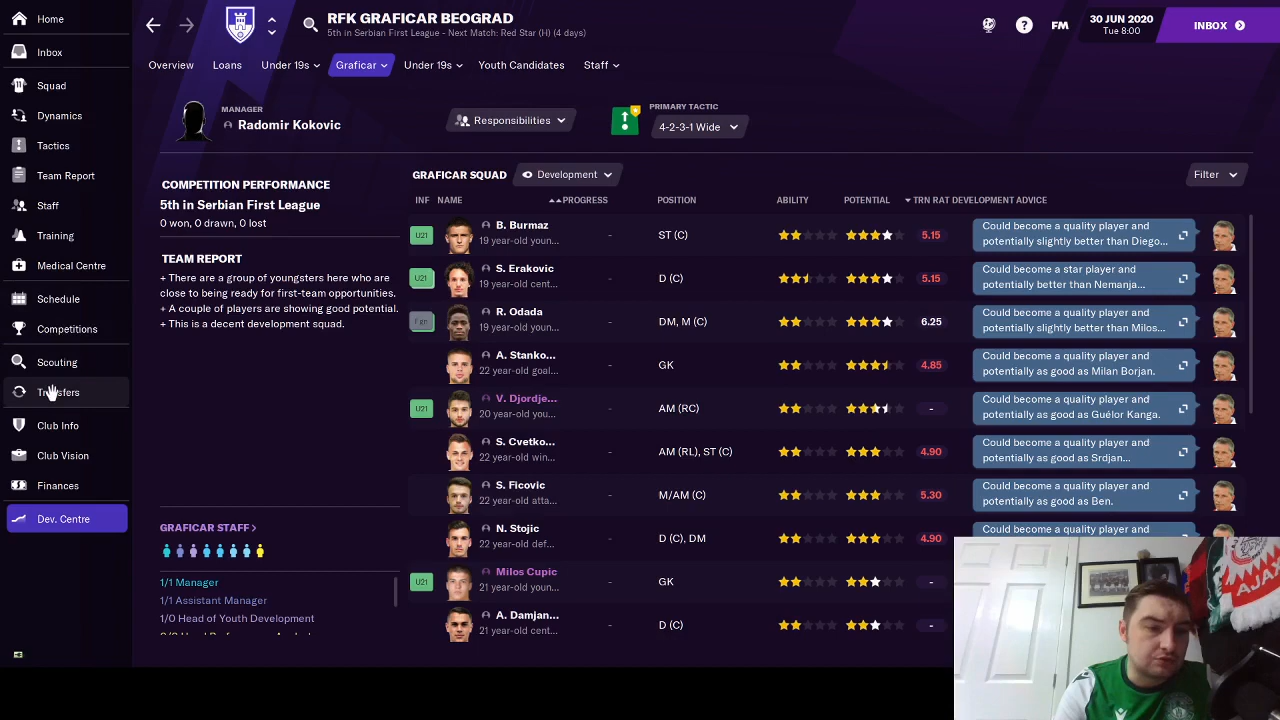 Home
RFK GRAFICAR BEOGRAD
5th in Serbian First League - Next Match: Red Star (H) (4 days)
FM
30 JUN 2020
Tue 8:00
INBOX
Inbox
Squad
Dynamics
Tactics
Team Report
Staff
Training
Medical Centre
Schedule
Competitions
Scouting
Transfers
Club Info
Club Vision
Finances
Dev. Centre
Overview
Loans
Under 19s
Graficar
Under 19s
Youth Candidates
Staff
MANAGER
Radomir Kokovic
Responsibilities
PRIMARY TACTIC
4-2-3-1 Wide
COMPETITION PERFORMANCE
5th in Serbian First League
0 won, 0 drawn, 0 lost
TEAM REPORT
+ There are a group of youngsters here who are
close to being ready for first-team opportunities.
+ A couple of players are showing good potential.
+ This is a decent development squad.
GRAFICAR STAFF >
1/1 Manager
1/1 Assistant Manager
1/0 Head of Youth Development
GRAFICAR SQUAD
Development
Filter
INF NAME PROGRESS POSITION ABILITY POTENTIAL TRN RAT DEVELOPMENT ADVICE
U21 B. Burmaz - ST (C) 5.15 Could become a quality player and
19 year-old youn... potentially slightly better than Diego...
U21 S. Erakovic - D (C) 5.15 Could become a star player and
19 year-old cent... potentially better than Nemanja...
Fgn R. Odada - DM, M (C) 6.25 Could become a quality player and
19 year-old youn... potentially slightly better than Milos...
A. Stanko... - GK 4.85 Could become a quality player and
22 year-old goal... potentially as good as Milan Borjan.
U21 V. Djordje... - AM (RC) - Could become a quality player and
20 year-old you... potentially as good as Guélor Kanga.
S. Cvetko... - AM (RL), ST (C) 4.90 Could become a quality player and
22 year-old win... potentially as good as Srdjan...
S. Ficovic - M/AM (C) 5.30 Could become a quality player and
22 year-old atta... potentially as good as Ben.
N. Stojic - D (C), DM 4.90 Could become a quality player and
22 year-old def...
U21 Milos Cupic - GK -
21 year-old youn...
A. Damjan... - D (C) -
21 year-old cent...
AJAX